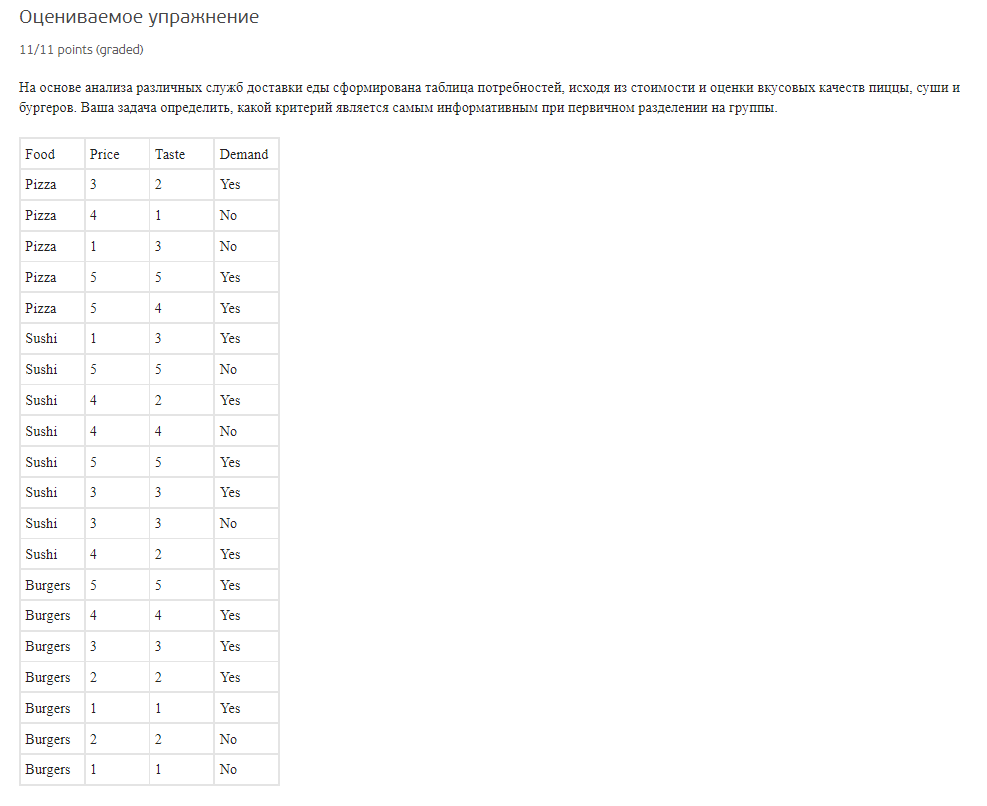 Оцениваемое упражнение
11/11 points (graded)
На основе анализа различных служб доставки еды сформирована таблица потребностей, исходя из стоимости и оценки вкусовых качеств пиццы, суши и
бургеров. Ваша задача определить, какой критерий является самым информативным при первичном разделении на группы.
Food Price Taste Demand
Pizza 3 2 Yes
Pizza 4 1 No
Pizza 1 3 No
Pizza 5 5 Yes
Pizza 5 4 Yes
Sushi 1 3 Yes
Sushi 5 5 No
Sushi 4 2 Yes
Sushi 4 4 No
Sushi 5 5 Yes
Sushi 3 3 Yes
Sushi 3 3 No
Sushi 4 2 Yes
Burgers 5 5 Yes
Burgers 4 4 Yes
Burgers 3 3 Yes
Burgers 2 2 Yes
Burgers 1 1 Yes
Burgers 2 2 No
Burgers 1 1 No